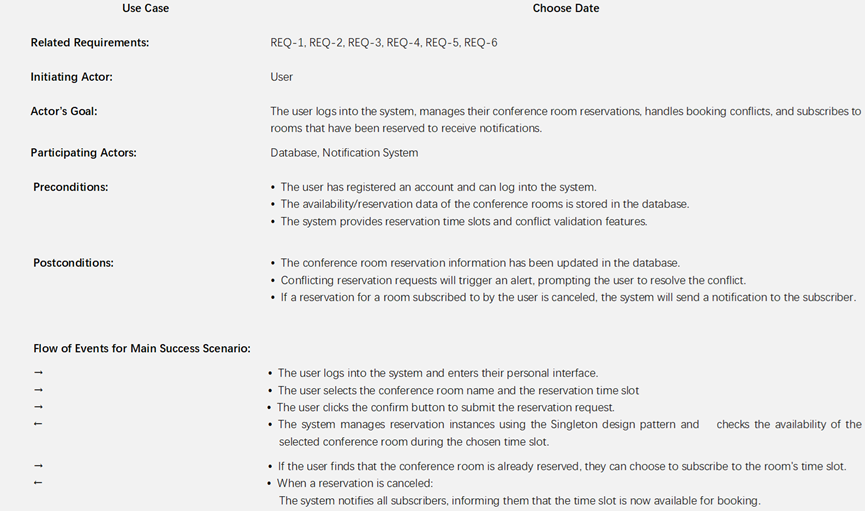 Use Case Choose Date
Related Requirements: REQ-1, REQ-2, REQ-3, REQ-4, REQ-5, REQ-6
Initiating Actor: User
Actor's Goal: The user logs into the system, manages their conference room reservations, handles booking conflicts, and subscribes to
rooms that have been reserved to receive notifications.
Participating Actors: Database, Notification System
Preconditions: • The user has registered an account and can log into the system.
• The availability/reservation data of the conference rooms is stored in the database.
• The system provides reservation time slots and conflict validation features.
Postconditions: • The conference room reservation information has been updated in the database.
• Conflicting reservation requests will trigger an alert, prompting the user to resolve the conflict.
• If a reservation for a room subscribed to by the user is canceled, the system will send a notification to the subscriber.
Flow of Events for Main Success Scenario:
→ • The user logs into the system and enters their personal interface.
→ • The user selects the conference room name and the reservation time slot
→ • The user clicks the confirm button to submit the reservation request.
← • The system manages reservation instances using the Singleton design pattern and checks the availability of the
selected conference room during the chosen time slot.
→ • If the user finds that the conference room is already reserved, they can choose to subscribe to the room's time slot.
← • When a reservation is canceled:
The system notifies all subscribers, informing them that the time slot is now available for booking.